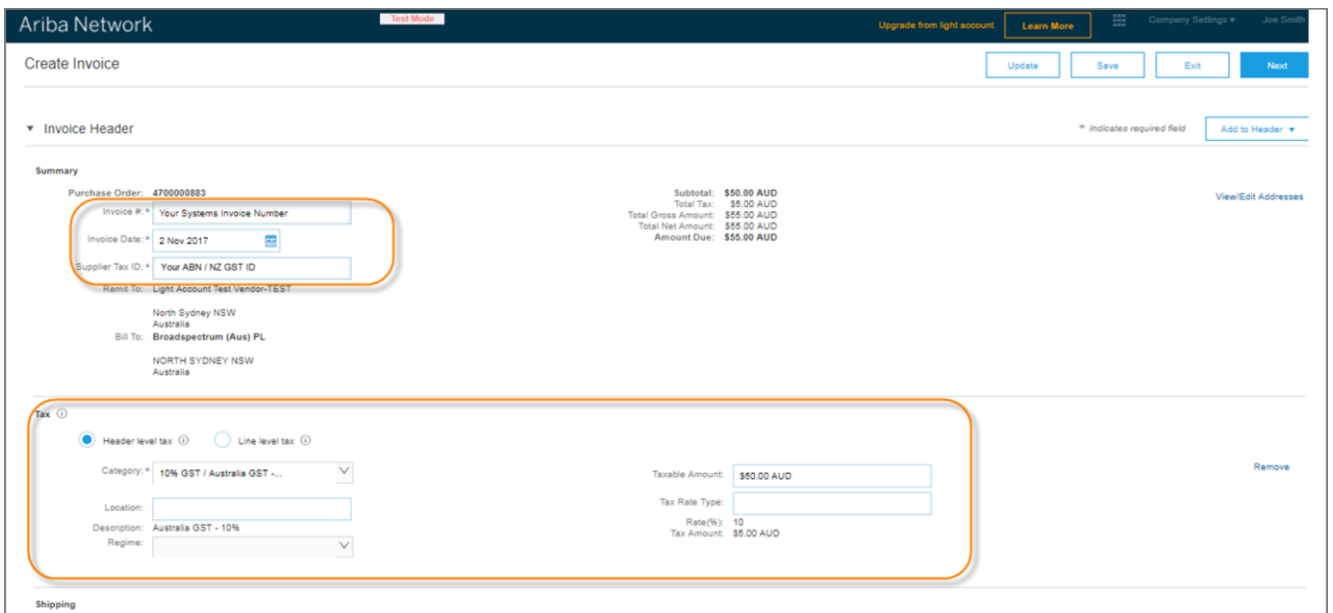 Ariba Network
Test Mode
Upgrade from light account
Learn More
Company Settings
Joe Smith
Create Invoice
Update
Save
Exit
Next
Invoice Header
* Indicates required field
Add to Header
Summary
Purchase Order: 4700000883
Invoice #: * Your Systems Invoice Number
Invoice Date: * 2 Nov 2017
Supplier Tax ID: * Your ABN / NZ GST ID
Remit To: Light Account Test Vendor-TEST
North Sydney NSW
Australia
Bill To: Broadspectrum (Aus) PL
NORTH SYDNEY NSW
Australia
Subtotal: $50.00 AUD
Total Tax: $5.00 AUD
Total Gross Amount: $55.00 AUD
Total Net Amount: $55.00 AUD
Amount Due: $55.00 AUD
View/Edit Addresses
Tax
Header level tax
Line level tax
Category: * 10% GST / Australia GST -...
Location:
Description: Australia GST - 10%
Regime:
Taxable Amount: $50.00 AUD
Tax Rate Type:
Rate(%): 10
Tax Amount: $5.00 AUD
Remove
Shipping